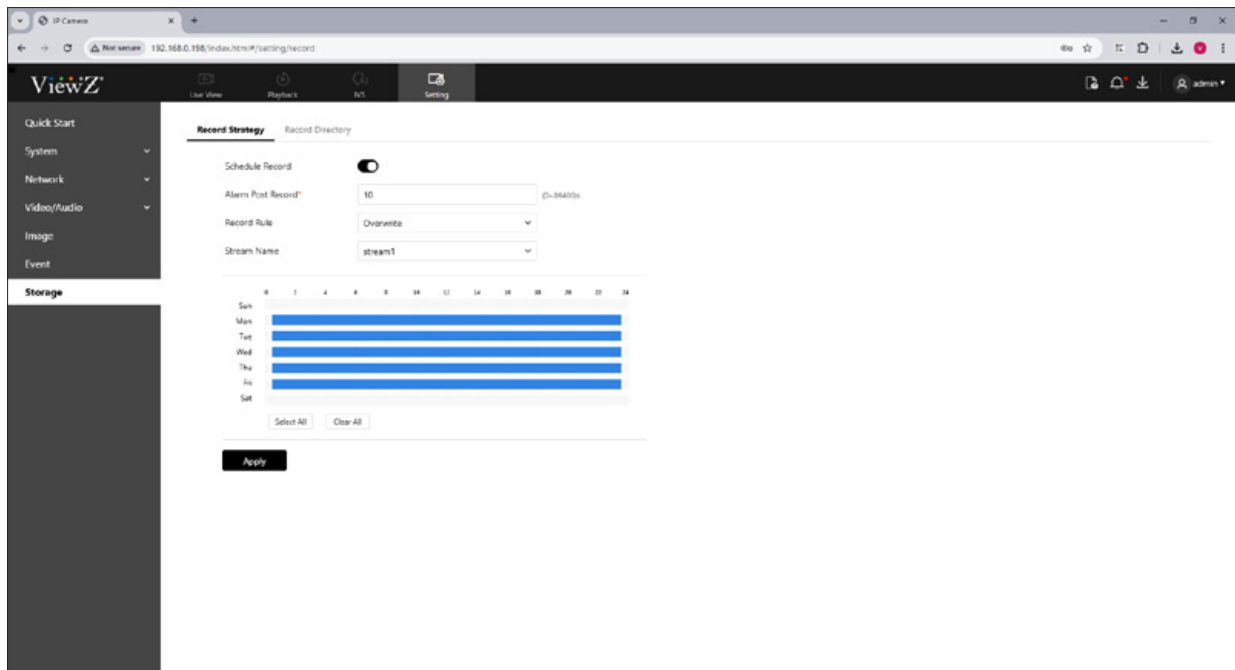 IP Camera
Not secure 192.168.0.198/index.html#/setting/record
ViewZ
Live View
Playback
IVS
Setting
admin
Quick Start
System
Network
Video/Audio
Image
Event
Storage
Record Strategy Record Directory
Schedule Record
Alarm Post Record* 10 (0~86400)s
Record Rule Overwrite
Stream Name stream1
0 2 4 6 8 10 12 14 16 18 20 22 24
Sun
Mon
Tue
Wed
Thu
Fri
Sat
Select All Clear All
Apply